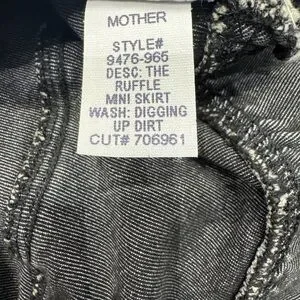 MOTHER
STYLE#
9476-965
DESC: THE
RUFFLE
MINI SKIRT
WASH: DIGGING
UP DIRT
CUT# 706961